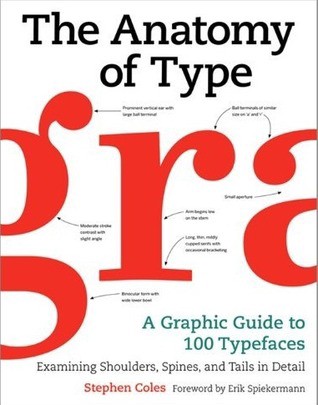 The Anatomy
of Type
Prominent vertical ear with
large ball terminal
Ball terminals of similar
size on 'a' and 'r'
gra
Small aperture
Arm begins low
on the stem
Moderate stroke
contrast with
slight angle
Long, thin, mildly
cupped serifs with
occasional bracketing
Binocular form with
wide lower bowl
A Graphic Guide to
100 Typefaces
Examining Shoulders, Spines, and Tails in Detail
Stephen Coles Foreword by Erik Spiekermann